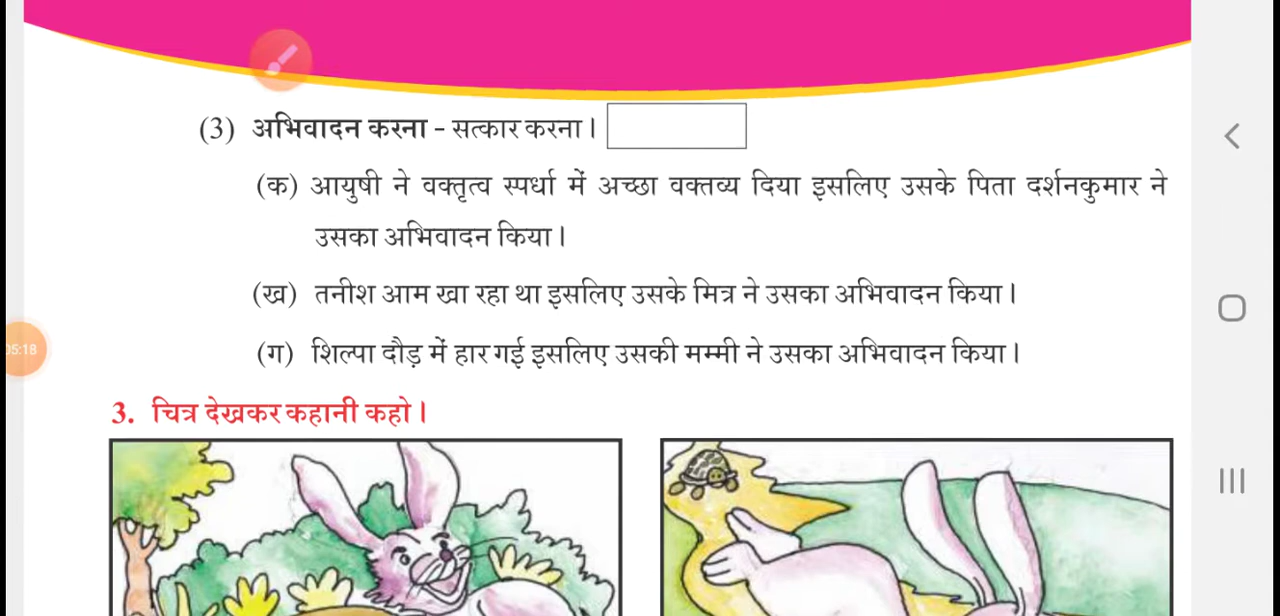 (3) अभिवादन करना - सत्कार करना।
(क) आयुषी ने वक्तृत्व स्पर्धा में अच्छा वक्तव्य दिया इसलिए उसके पिता दर्शनकुमार ने
उसका अभिवादन किया।
(ख) तनीश आम खा रहा था इसलिए उसके मित्र ने उसका अभिवादन किया।
(ग) शिल्पा दौड़ में हार गई इसलिए उसकी मम्मी ने उसका अभिवादन किया।
05:18
3. चित्र देखकर कहानी कहो।